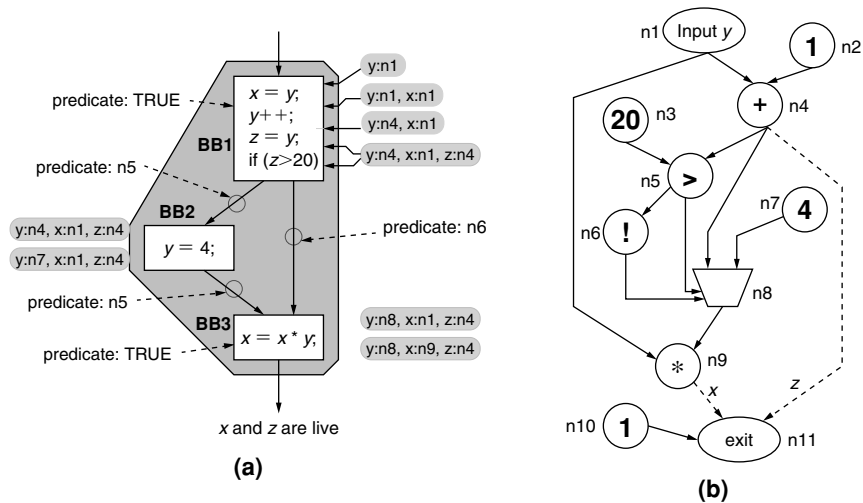 y:n1
predicate: TRUE
x = y;
y:n1, x:n1
y++;
y:n4, x:n1
z = y;
BB1
if (z>20)
y:n4, x:n1, z:n4
predicate: n5
BB2
y:n4, x:n1, z:n4
predicate: n6
y = 4;
y:n7, x:n1, z:n4
predicate: n5
BB3
y:n8, x:n1, z:n4
x = x * y;
predicate: TRUE
y:n8, x:n9, z:n4
x and z are live
(a)
n1
Input y
1
n2
+
n4
20
n3
n5
>
n7
4
n6
!
n8
*
n9
x
z
n10
1
exit
n11
(b)